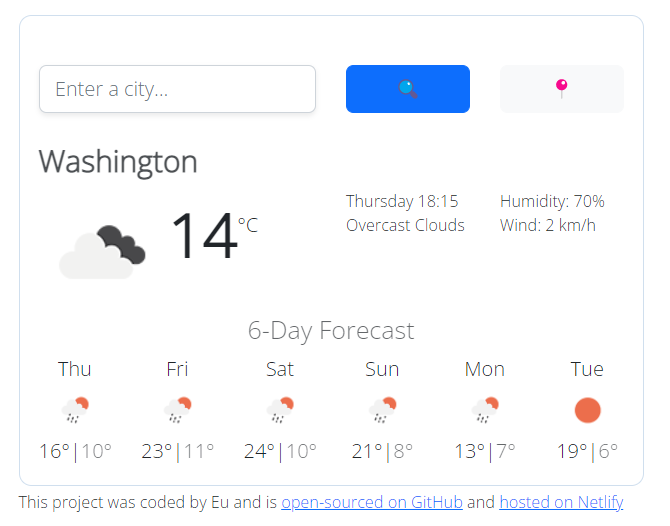 Enter a city...
Washington
14°C
Thursday 18:15
Overcast Clouds
Humidity: 70%
Wind: 2 km/h
6-Day Forecast
Thu Fri Sat Sun Mon Tue
16°|10° 23°|11° 24°|10° 21°|8° 13°|7° 19°|6°
This project was coded by Eu and is open-sourced on GitHub and hosted on Netlify